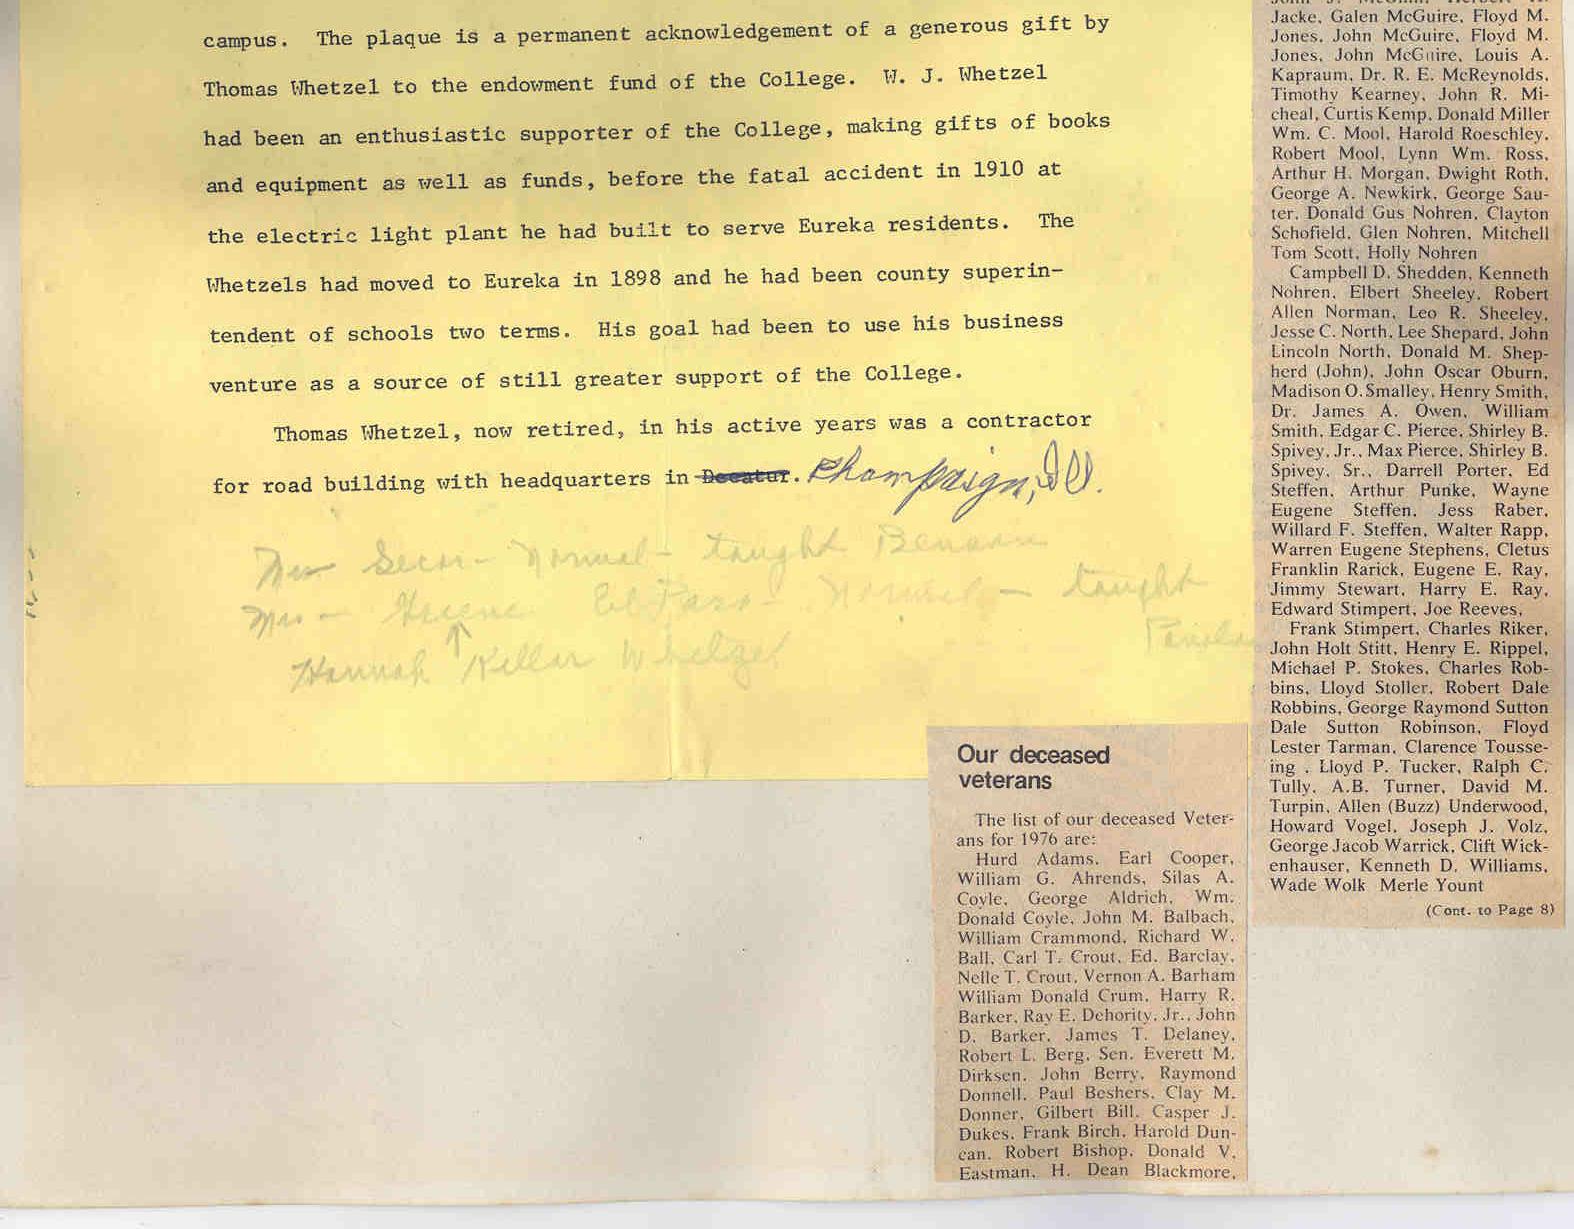 campus. The plaque is a permanent acknowledgement of a generous gift by
Thomas Whetzel to the endowment fund of the College. W. J. Whetzel
had been an enthusiastic supporter of the College, making gifts of books
and equipment as well as funds, before the fatal accident in 1910 at
the electric light plant he had built to serve Eureka residents. The
Whetzels had moved to Eureka in 1898 and he had been county superin-
tendent of schools two terms. His goal had been to use his business
venture as a source of still greater support of the College.
Thomas Whetzel, now retired, in his active years was a contractor
for road building with headquarters in Decatur. Champaign, Ill.
Secor - Normal - taught Benson
El Paso - Normal - taught
Hannah Keller Whetzel
Our deceased
veterans
The list of our deceased Veter-
ans for 1976 are:
Hurd Adams, Earl Cooper,
William G. Ahrends, Silas A.
Coyle, George Aldrich, Wm.
Donald Coyle, John M. Balbach,
William Crammond, Richard W.
Ball, Carl T. Crout, Ed. Barclay,
Nelle T. Crout, Vernon A. Barham
William Donald Crum, Harry R.
Barker, Ray E. Dehority, Jr., John
D. Barker, James T. Delaney,
Robert L. Berg, Sen. Everett M.
Dirksen, John Berry, Raymond
Donnell, Paul Beshers, Clay M.
Donner, Gilbert Bill, Casper J.
Dukes, Frank Birch, Harold Dun-
can, Robert Bishop, Donald V.
Eastman, H. Dean Blackmore,
Jacke, Galen McGuire, Floyd M.
Jones, John McGuire, Floyd M.
Jones, John McGuire, Louis A.
Kapraum, Dr. R. E. McReynolds,
Timothy Kearney, John R. Mi-
cheal, Curtis Kemp, Donald Miller
Wm. C. Mool, Harold Roeschley,
Robert Mool, Lynn Wm. Ross,
Arthur H. Morgan, Dwight Roth,
George A. Newkirk, George Sau-
ter, Donald Gus Nohren, Clayton
Schofield, Glen Nohren, Mitchell
Tom Scott, Holly Nohren
Campbell D. Shedden, Kenneth
Nohren, Elbert Sheeley, Robert
Allen Norman, Leo R. Sheeley,
Jesse C. North, Lee Shepard, John
Lincoln North, Donald M. Shep-
herd (John), John Oscar Oburn,
Madison O. Smalley, Henry Smith,
Dr. James A. Owen, William
Smith, Edgar C. Pierce, Shirley B.
Spivey, Jr., Max Pierce, Shirley B.
Spivey, Sr., Darrell Porter, Ed
Steffen, Arthur Punke, Wayne
Eugene Steffen, Jess Raber,
Willard F. Steffen, Walter Rapp,
Warren Eugene Stephens, Cletus
Franklin Rarick, Eugene E. Ray,
Jimmy Stewart, Harry E. Ray,
Edward Stimpert, Joe Reeves,
Frank Stimpert, Charles Riker,
John Holt Stitt, Henry E. Rippel,
Michael P. Stokes, Charles Rob-
bins, Lloyd Stoller, Robert Dale
Robbins, George Raymond Sutton
Dale Sutton Robinson, Floyd
Lester Tarman, Clarence Tousse-
ing , Lloyd P. Tucker, Ralph C.
Tully, A.B. Turner, David M.
Turpin, Allen (Buzz) Underwood,
Howard Vogel, Joseph J. Volz,
George Jacob Warrick, Clift Wick-
enhauser, Kenneth D. Williams,
Wade Wolk Merle Yount
(Cont. to Page 8)